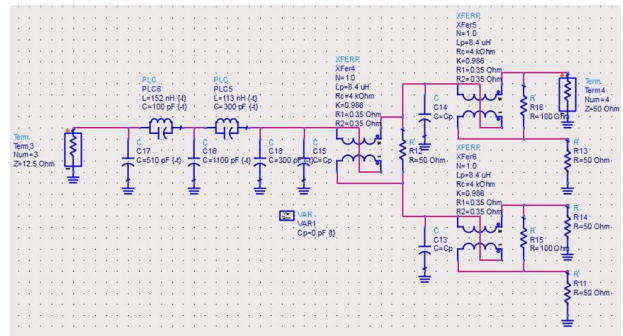 XFERP
XFer5
N=1.0
Lp=8.4 uH
Rc=4 kOhm
K=0.986
R1=0.35 Ohm
R2=0.35 Ohm
XFERP
XFer4
N=1.0
Lp=8.4 uH
Rc=4 kOhm
K=0.986
R1=0.35 Ohm
R2=0.35 Ohm
PLC
PLC6
L=152 nH {-t}
C=100 pF {-t}
PLC
PLC5
L=113 nH {-t}
C=300 pF {-t}
Term
Term3
Num=3
Z=12.5 Ohm
C
C17
C=510 pF {-t}
C
C16
C=1100 pF {-t}
C
C18
C=300 pF {-t}
C
C15
C=Cp
R
R=50 Ohm
C
C14
C=Cp
R
R16
R=100 Ohm
Term
Term4
Num=4
Z=50 Ohm
R
R13
R=50 Ohm
XFERP
XFer6
N=1.0
Lp=8.4 uH
Rc=4 kOhm
K=0.986
R1=0.35 Ohm
R2=0.35 Ohm
VAR
VAR1
Cp=0 pF {t}
C
C13
C=Cp
R
R15
R=100 Ohm
R
R14
R=50 Ohm
R
R11
R=50 Ohm